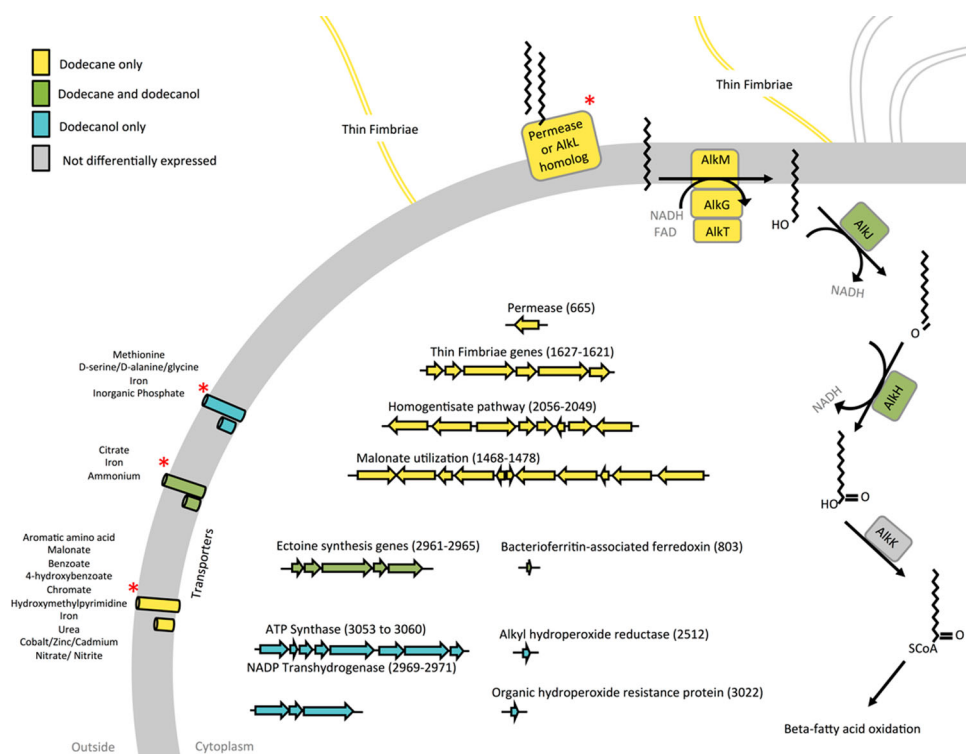 Dodecane only
Dodecane and dodecanol
Dodecanol only
Not differentially expressed
Thin Fimbriae
*
Permease
or AlkL
homolog
Thin Fimbriae
AlkM
AlkG
AlkT
NADH
FAD
HO
AlkJ
NADH
O
AlkH
NADH
HO
O
AlkK
SCoA
O
Beta-fatty acid oxidation
Permease (665)
Thin Fimbriae genes (1627-1621)
Homogentisate pathway (2056-2049)
Malonate utilization (1468-1478)
Ectoine synthesis genes (2961-2965)
Bacterioferritin-associated ferredoxin (803)
ATP Synthase (3053 to 3060)
Alkyl hydroperoxide reductase (2512)
NADP Transhydrogenase (2969-2971)
Organic hydroperoxide resistance protein (3022)
Methionine
D-serine/D-alanine/glycine
Iron
Inorganic Phosphate
*
Citrate
Iron
Ammonium
*
Aromatic amino acid
Malonate
Benzoate
4-hydroxybenzoate
Chromate
Hydroxymethylpyrimidine
Iron
Urea
Cobalt/Zinc/Cadmium
Nitrate/ Nitrite
*
Transporters
Outside
Cytoplasm